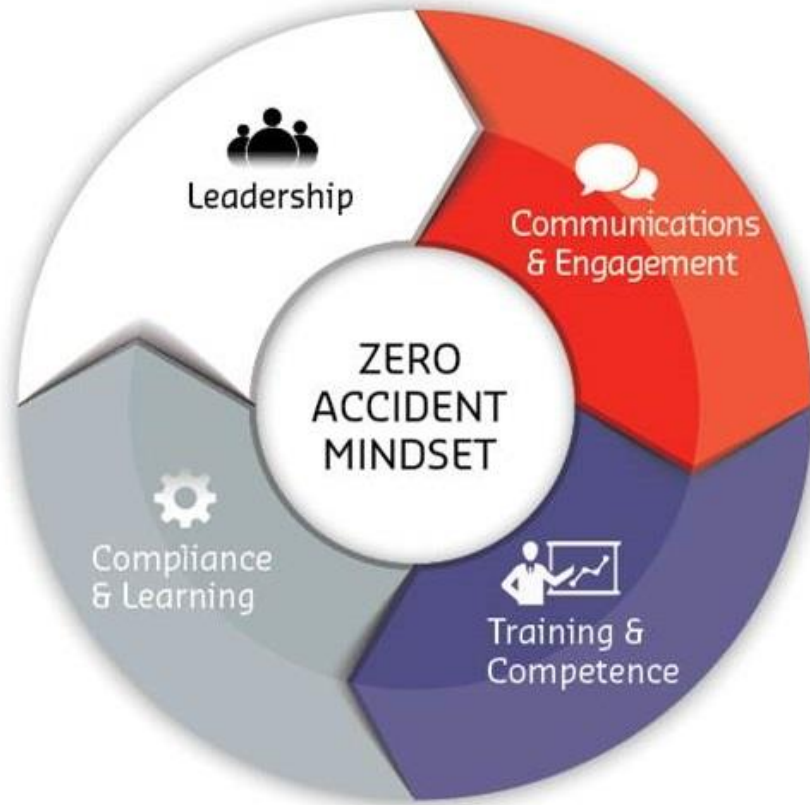 Leadership
Communications
& Engagement
ZERO
ACCIDENT
MINDSET
Compliance
& Learning
Training &
Competence